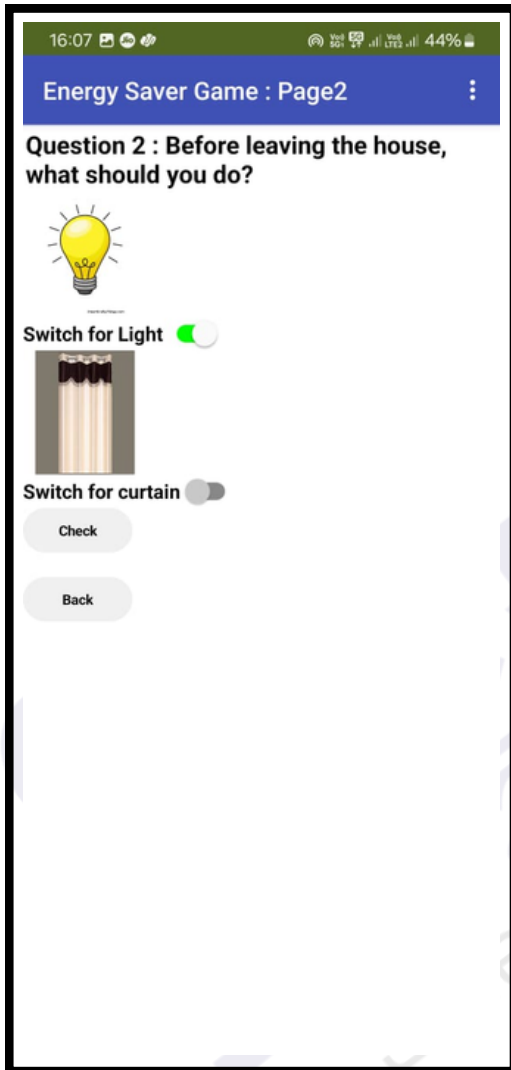 16:07
44%
Energy Saver Game : Page2
Question 2 : Before leaving the house,
what should you do?
Switch for Light
Switch for curtain
Check
Back